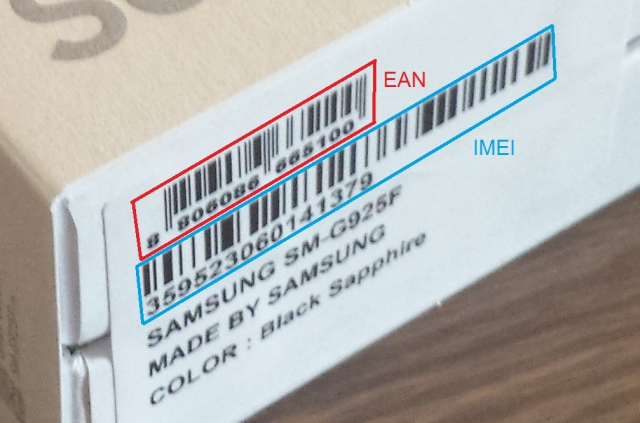 EAN
8 806086 665100
IMEI
359523060141379
SAMSUNG SM-G925F
MADE BY SAMSUNG
COLOR : Black Sapphire